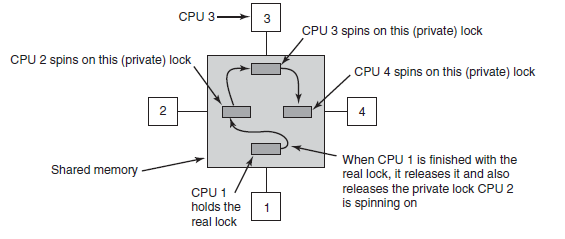 CPU 3
3
CPU 3 spins on this (private) lock
CPU 2 spins on this (private) lock
CPU 4 spins on this (private) lock
2
4
Shared memory
When CPU 1 is finished with the
real lock, it releases it and also
releases the private lock CPU 2
is spinning on
CPU 1
holds the
real lock
1